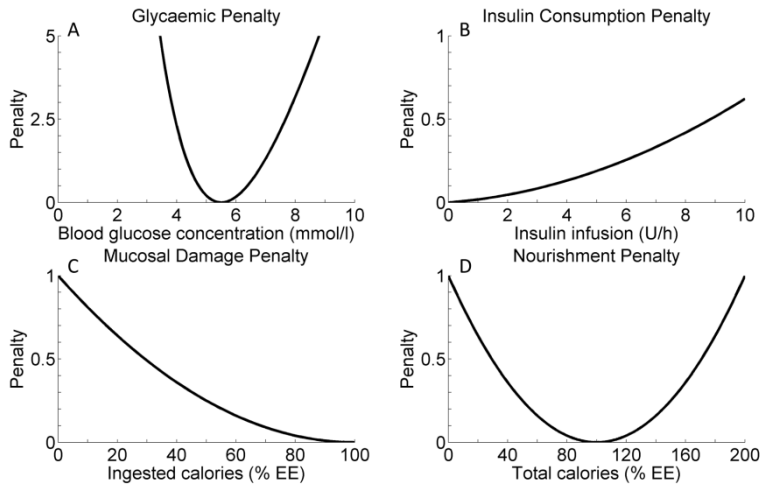 A
Glycaemic Penalty
5
2.5
0
Penalty
0 2 4 6 8 10
Blood glucose concentration (mmol/l)
B
Insulin Consumption Penalty
1
0.5
0
Penalty
0 2 4 6 8 10
Insulin infusion (U/h)
C
Mucosal Damage Penalty
1
0.5
0
Penalty
0 20 40 60 80 100
Ingested calories (% EE)
D
Nourishment Penalty
1
0.5
0
Penalty
0 40 80 120 160 200
Total calories (% EE)